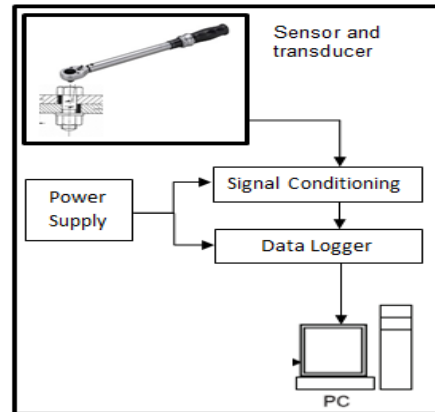 Sensor and
transducer
Signal Conditioning
Power
Supply
Data Logger
PC